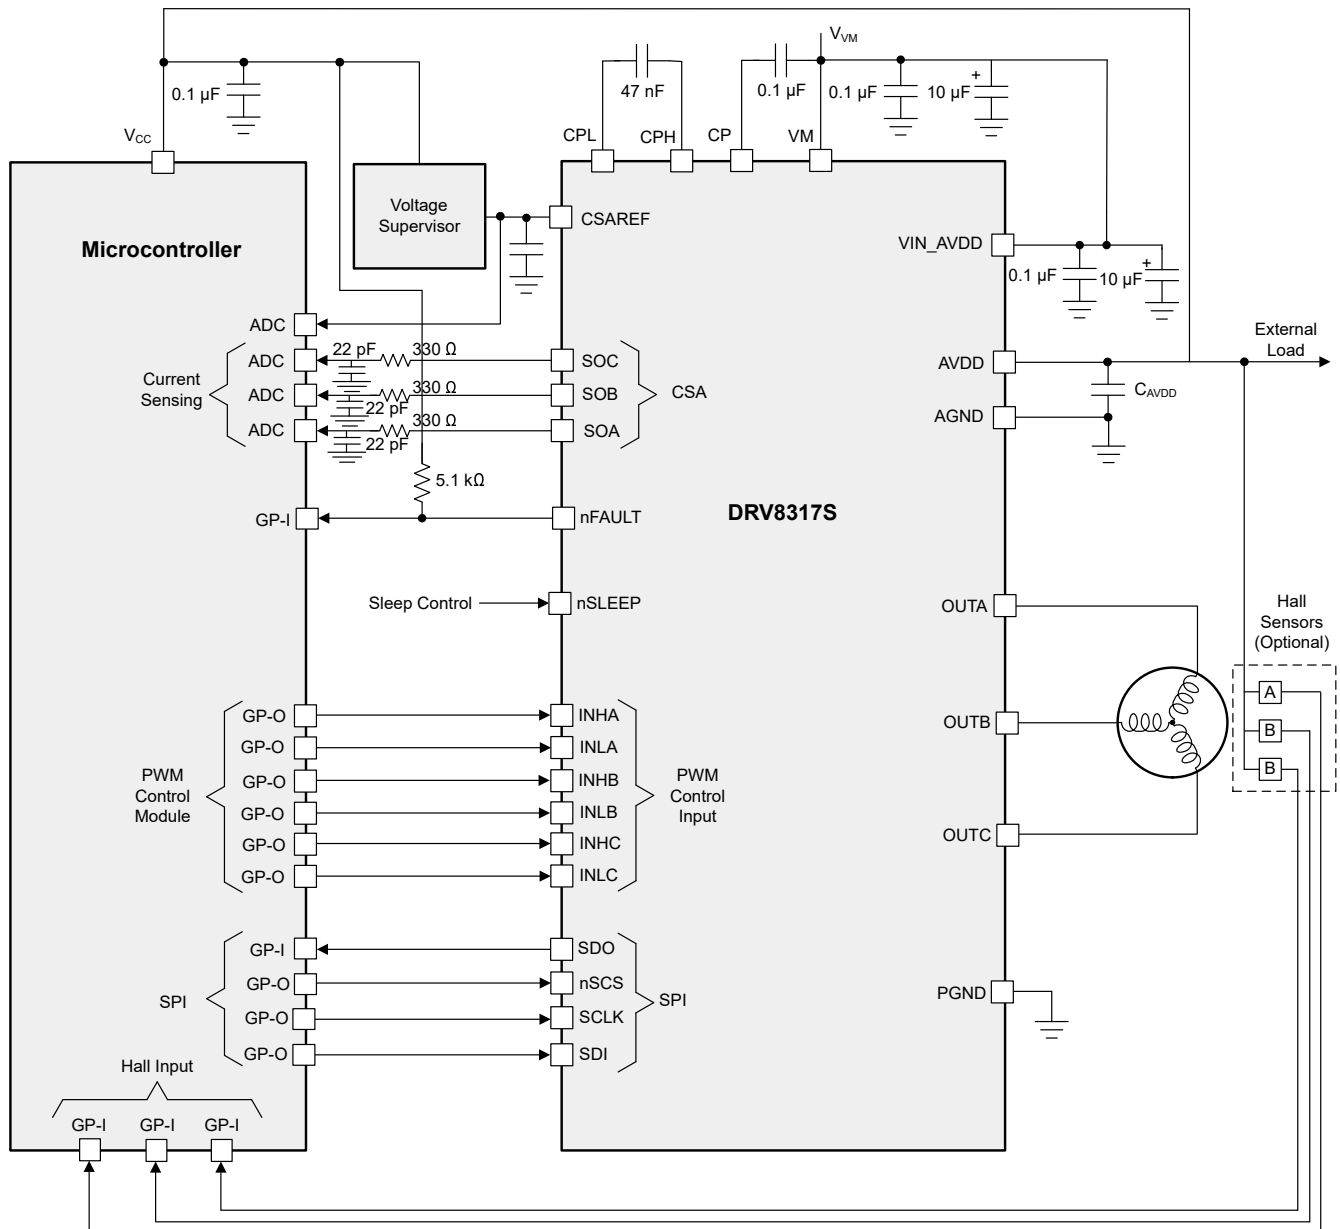 V_VM
0.1 µF
47 nF
0.1 µF
0.1 µF
10 µF
+
V_CC
CPL
CPH
CP
VM
Microcontroller
Voltage
Supervisor
CSAREF
VIN_AVDD
0.1 µF
10 µF
+
ADC
Current
Sensing
ADC
ADC
ADC
22 pF
330 Ω
330 Ω
22 pF
330 Ω
22 pF
SOC
SOB
SOA
CSA
AVDD
External
Load
C_AVDD
AGND
5.1 kΩ
GP-I
nFAULT
DRV8317S
Sleep Control
nSLEEP
OUTA
OUTB
OUTC
Hall
Sensors
(Optional)
A
B
B
PWM
Control
Module
GP-O
GP-O
GP-O
GP-O
GP-O
GP-O
INHA
INLA
INHB
INLB
INHC
INLC
PWM
Control
Input
SPI
GP-I
GP-O
GP-O
GP-O
SDO
nSCS
SCLK
SDI
SPI
PGND
Hall Input
GP-I
GP-I
GP-I